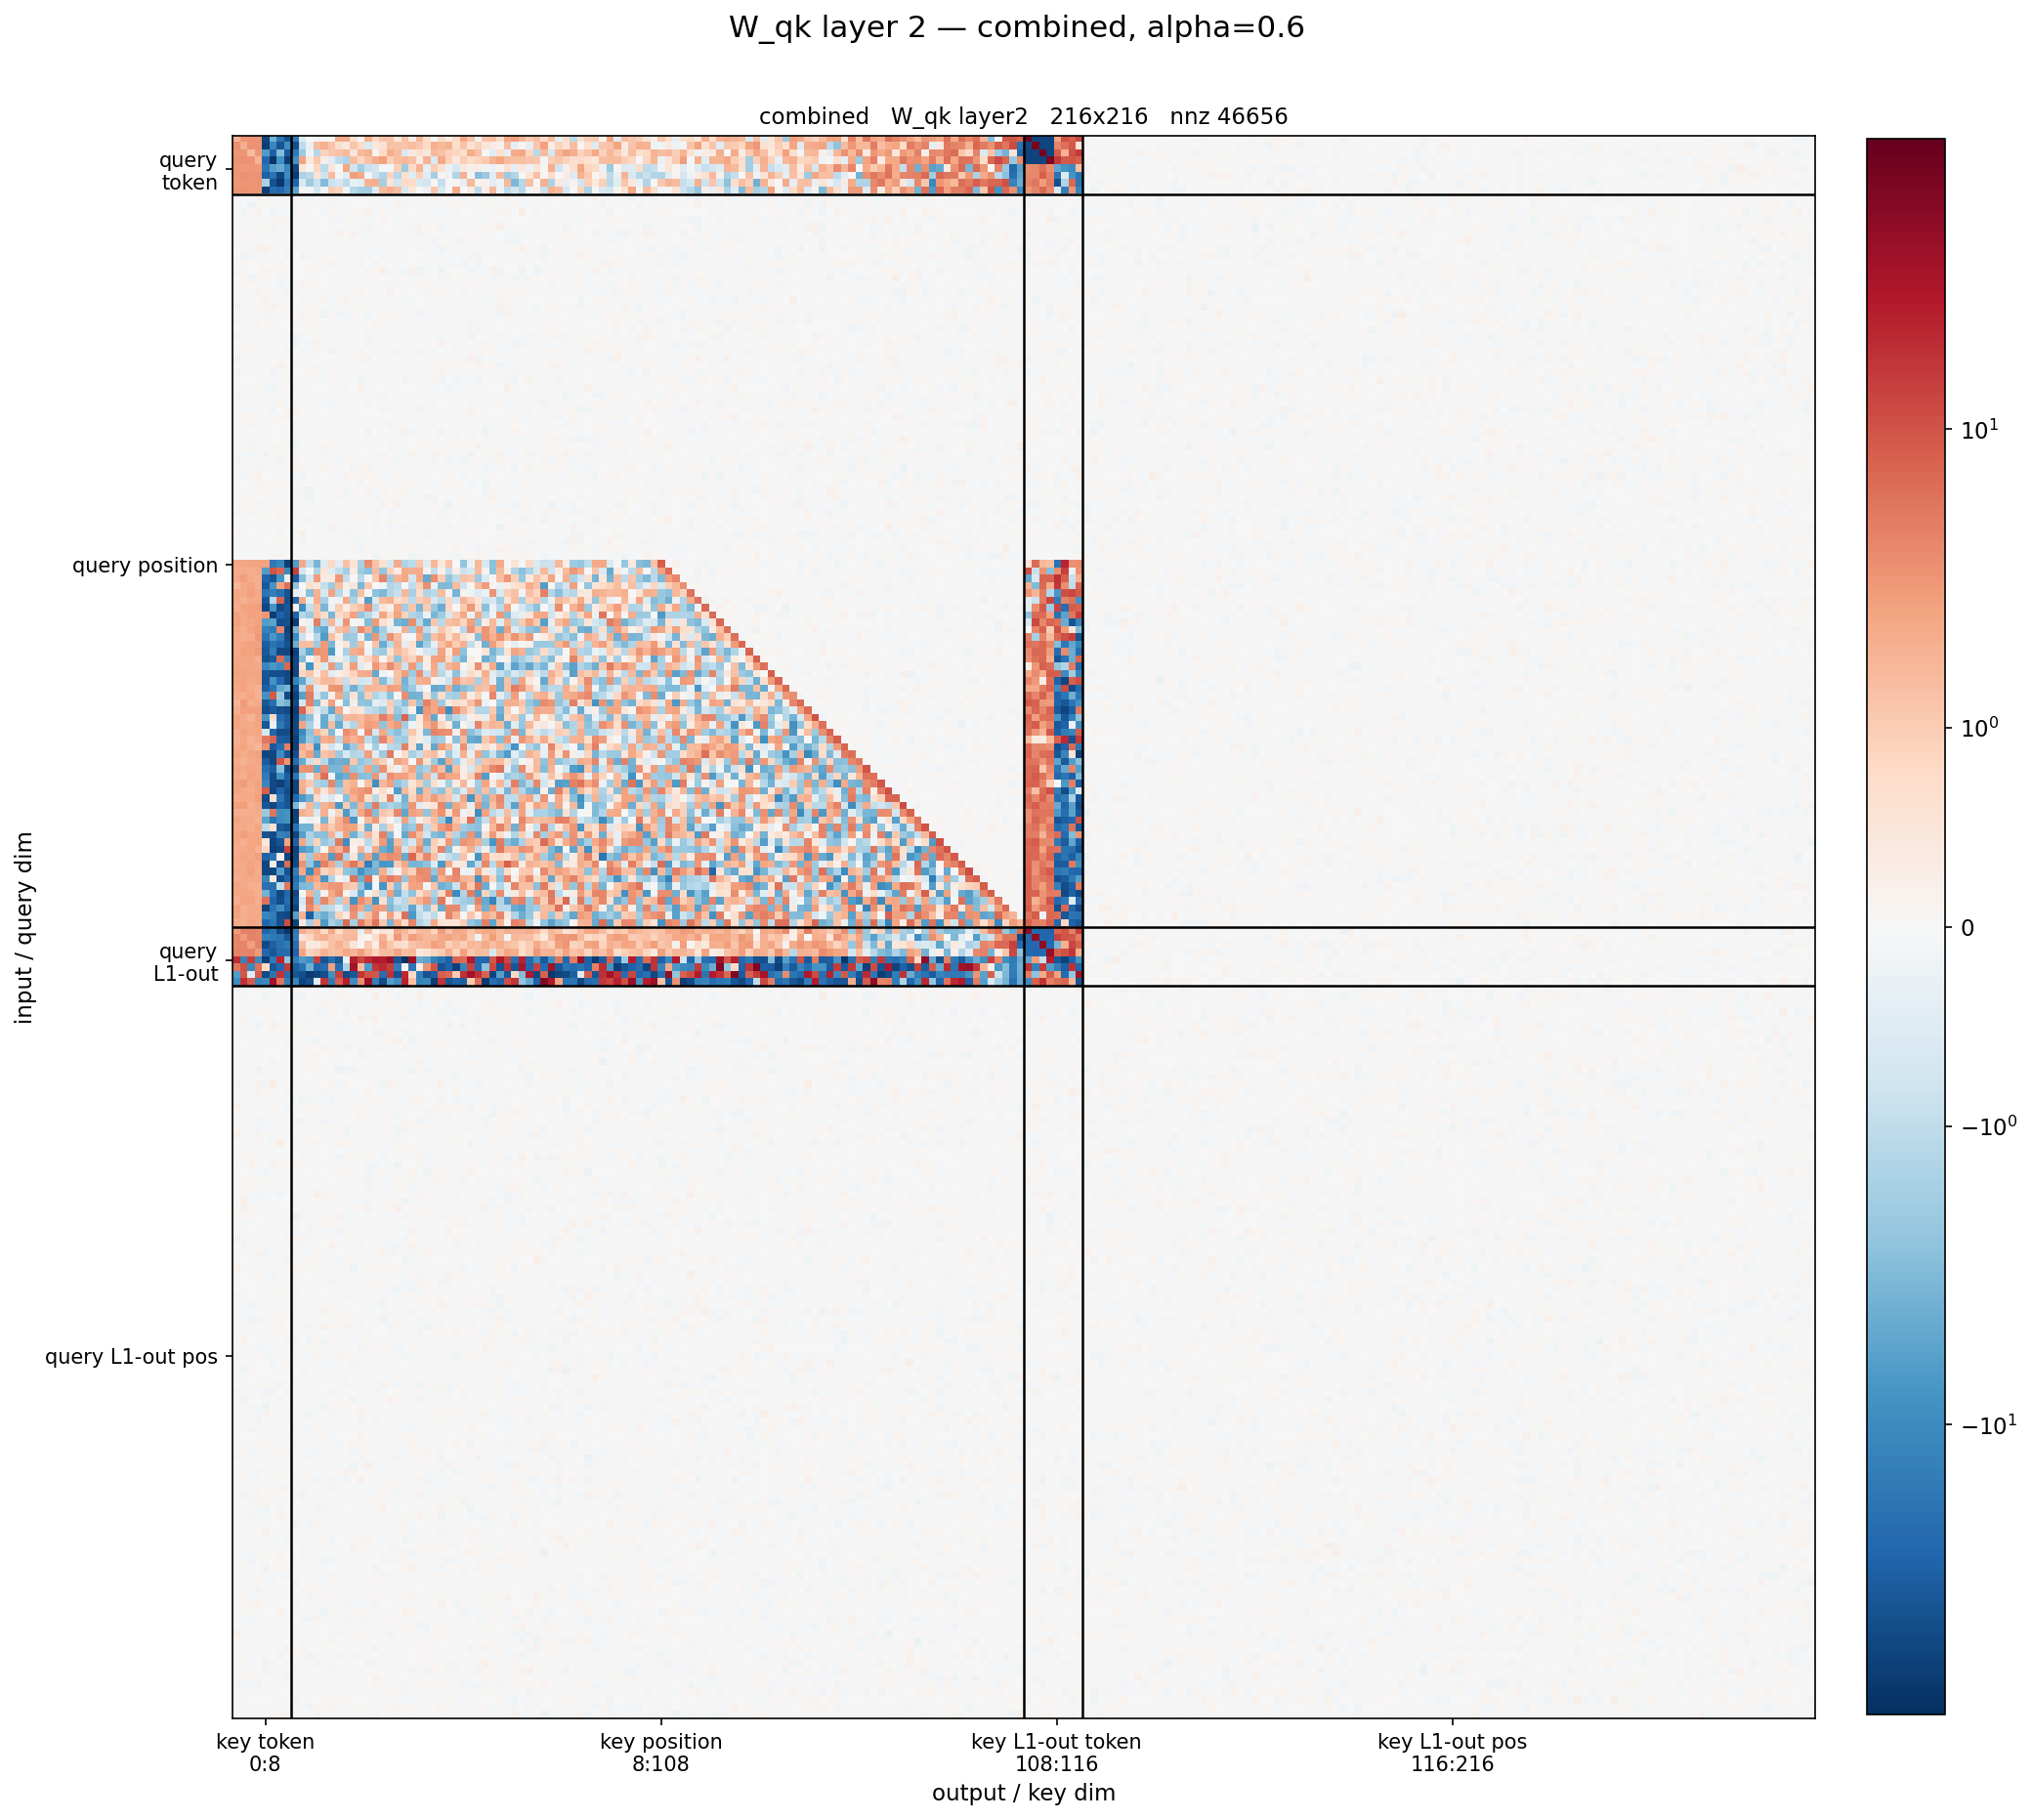 W_qk layer 2 — combined, alpha=0.6
combined   W_qk layer2   216x216   nnz 46656
query
token
query position
query
L1-out
query L1-out pos
input / query dim
key token
0:8
key position
8:108
key L1-out token
108:116
key L1-out pos
116:216
output / key dim
10¹
10⁰
0
−10⁰
−10¹